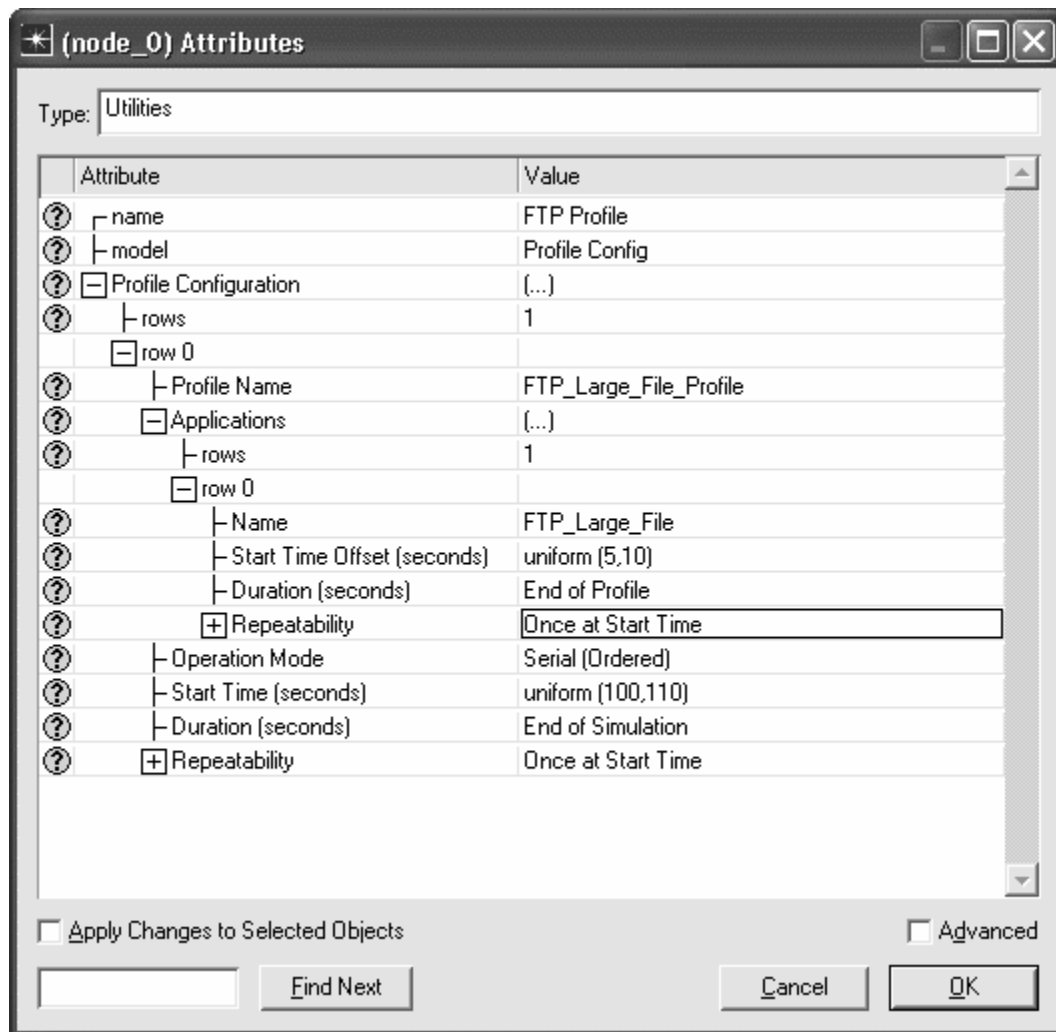 (node_0) Attributes
Type: Utilities
Attribute Value
name FTP Profile
model Profile Config
Profile Configuration (...)
rows 1
row 0
Profile Name FTP_Large_File_Profile
Applications (...)
rows 1
row 0
Name FTP_Large_File
Start Time Offset (seconds) uniform (5,10)
Duration (seconds) End of Profile
Repeatability Once at Start Time
Operation Mode Serial (Ordered)
Start Time (seconds) uniform (100,110)
Duration (seconds) End of Simulation
Repeatability Once at Start Time
Apply Changes to Selected Objects Advanced
Find Next Cancel OK